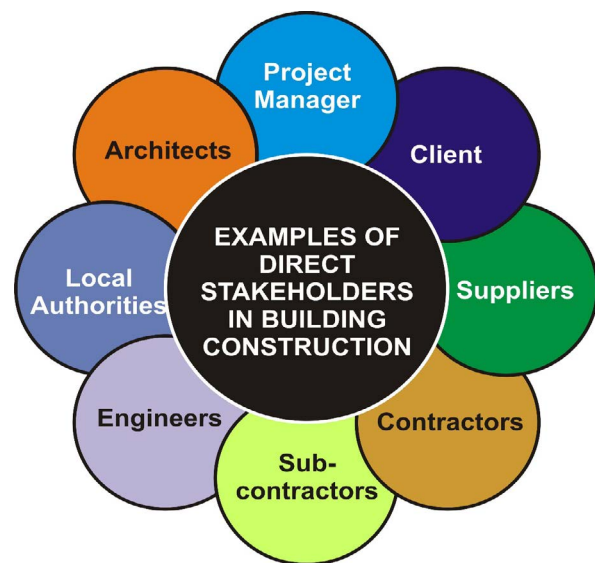 Project
Manager
Client
Suppliers
Contractors
Sub-
contractors
Engineers
Local
Authorities
Architects
EXAMPLES OF
DIRECT
STAKEHOLDERS
IN BUILDING
CONSTRUCTION